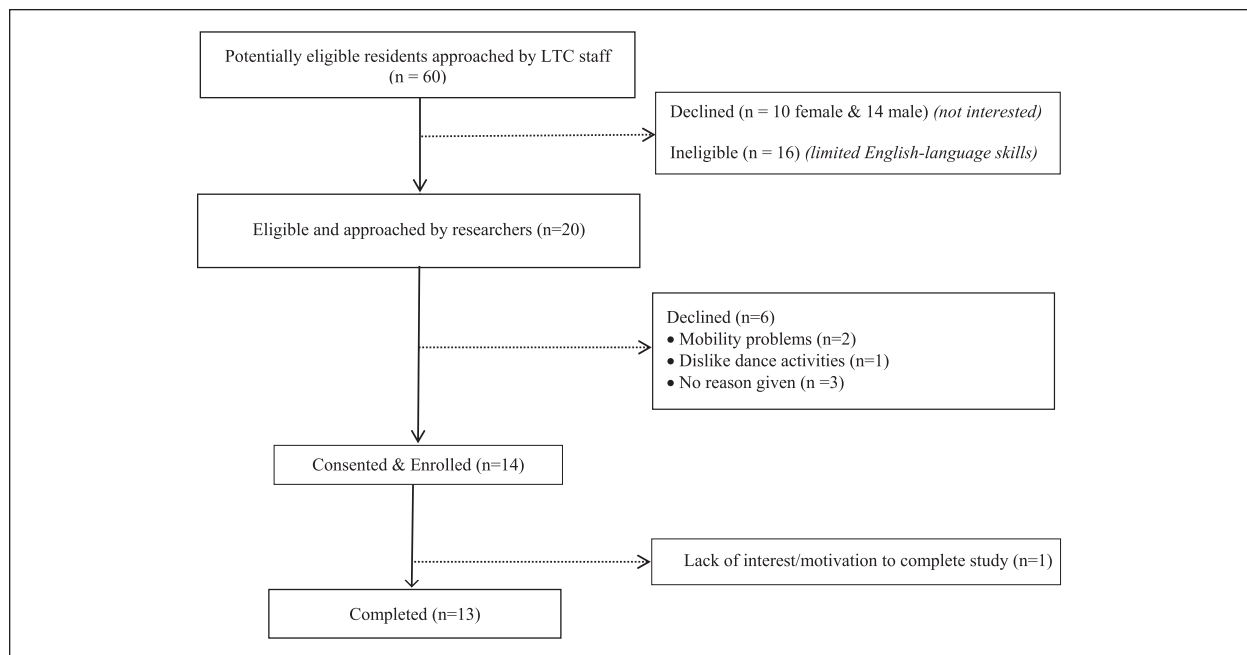 Potentially eligible residents approached by LTC staff
(n = 60)
Declined (n = 10 female & 14 male) (not interested)
Ineligible (n = 16) (limited English-language skills)
Eligible and approached by researchers (n=20)
Declined (n=6)
• Mobility problems (n=2)
• Dislike dance activities (n=1)
• No reason given (n =3)
Consented & Enrolled (n=14)
Lack of interest/motivation to complete study (n=1)
Completed (n=13)